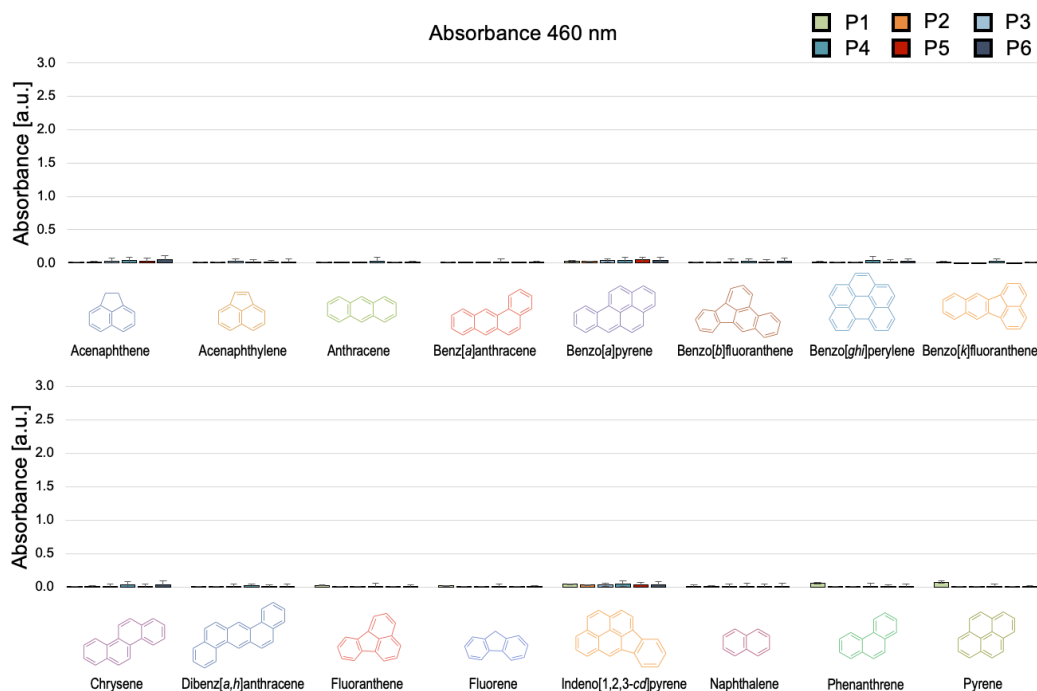 Absorbance 460 nm
P1 P2 P3
P4 P5 P6
Absorbance [a.u.]
3.0
2.5
2.0
1.5
1.0
0.5
0.0
Acenaphthene Acenaphthylene Anthracene Benz[a]anthracene Benzo[a]pyrene Benzo[b]fluoranthene Benzo[ghi]perylene Benzo[k]fluoranthene
Absorbance [a.u.]
3.0
2.5
2.0
1.5
1.0
0.5
0.0
Chrysene Dibenz[a,h]anthracene Fluoranthene Fluorene Indeno[1,2,3-cd]pyrene Naphthalene Phenanthrene Pyrene